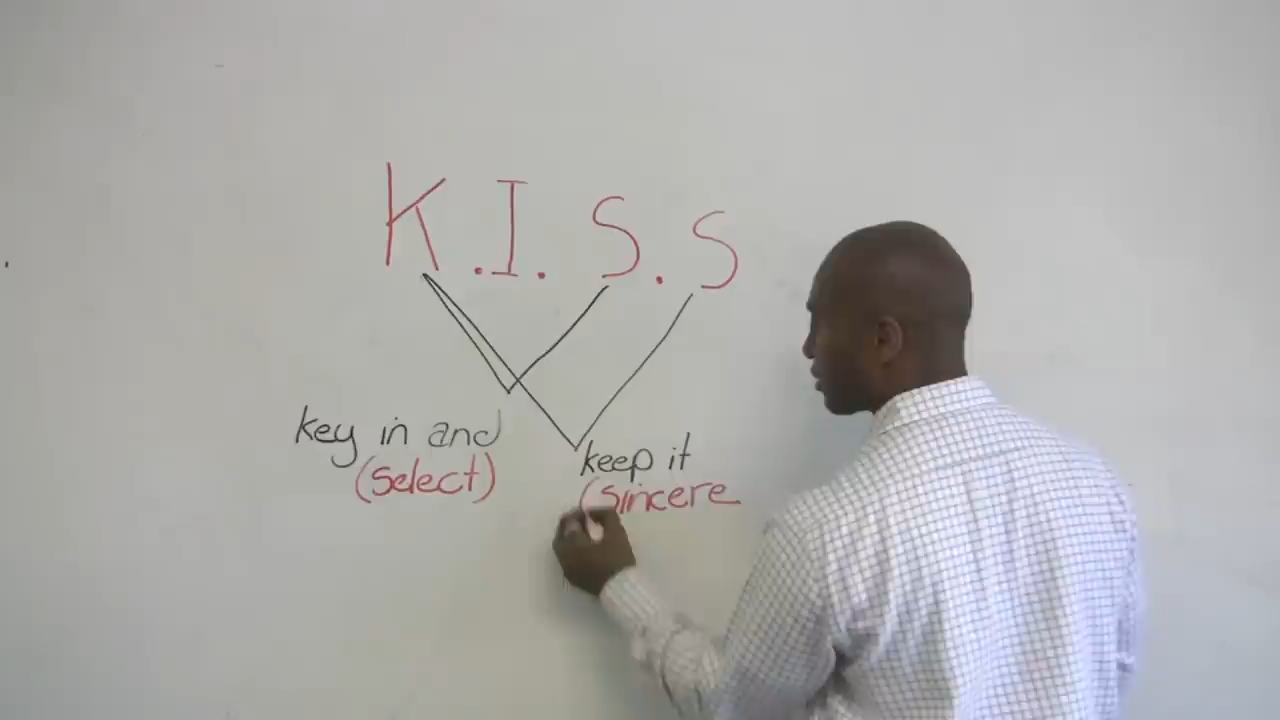 K.I.S.S
key in and
(select)
keep it
(sincere